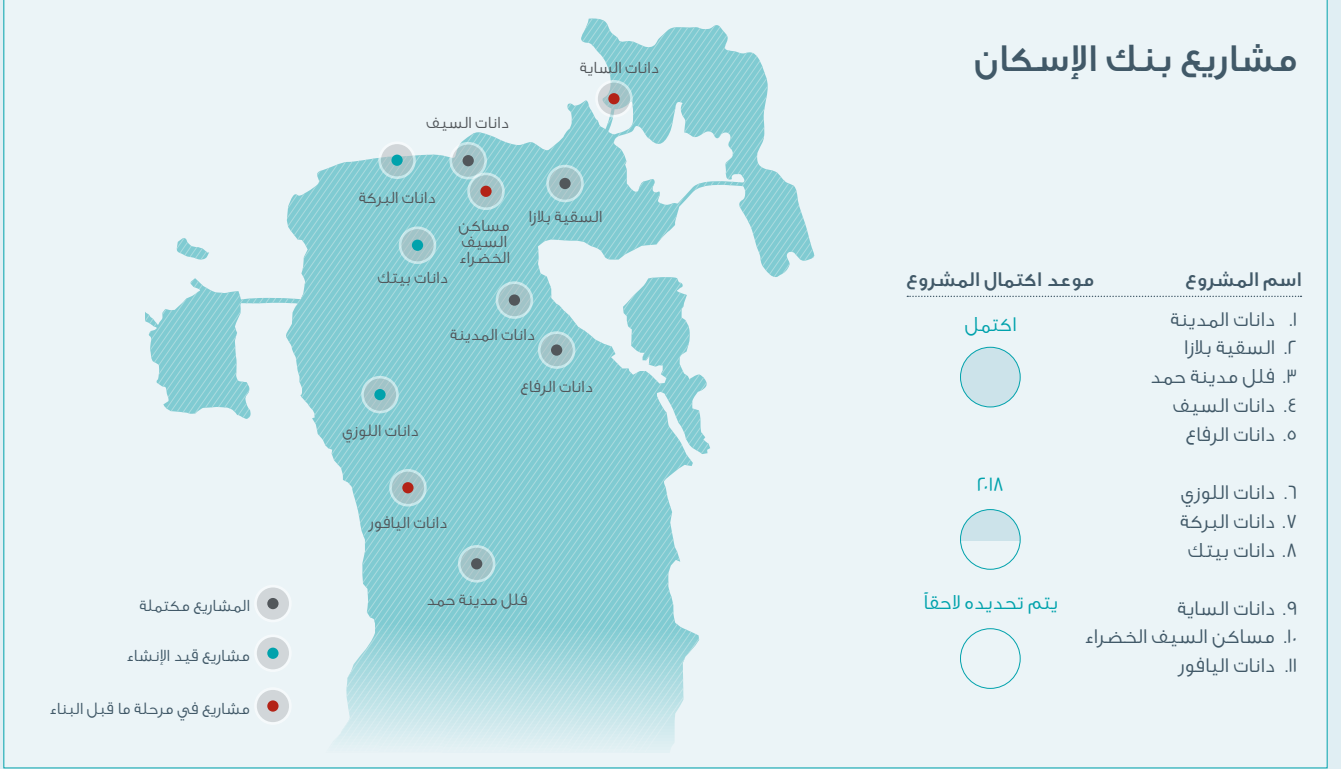 مشاريع بنك الإسكان
دانات الساية
دانات السيف
دانات البركة
السقية بلازا
مساكن
السيف
الخضراء
دانات بيتك
دانات المدينة
دانات الرفاع
دانات اللوزي
دانات اليافور
فلل مدينة حمد
المشاريع مكتملة
مشاريع قيد الإنشاء
مشاريع في مرحلة ما قبل البناء
اسم المشروع موعد اكتمال المشروع
١. دانات المدينة
٢. السقية بلازا
٣. فلل مدينة حمد
٤. دانات السيف
٥. دانات الرفاع
اكتمل
٦. دانات اللوزي
٧. دانات البركة
٨. دانات بيتك
٢٠١٨
٩. دانات الساية
١٠. مساكن السيف الخضراء
١١. دانات اليافور
يتم تحديده لاحقاً